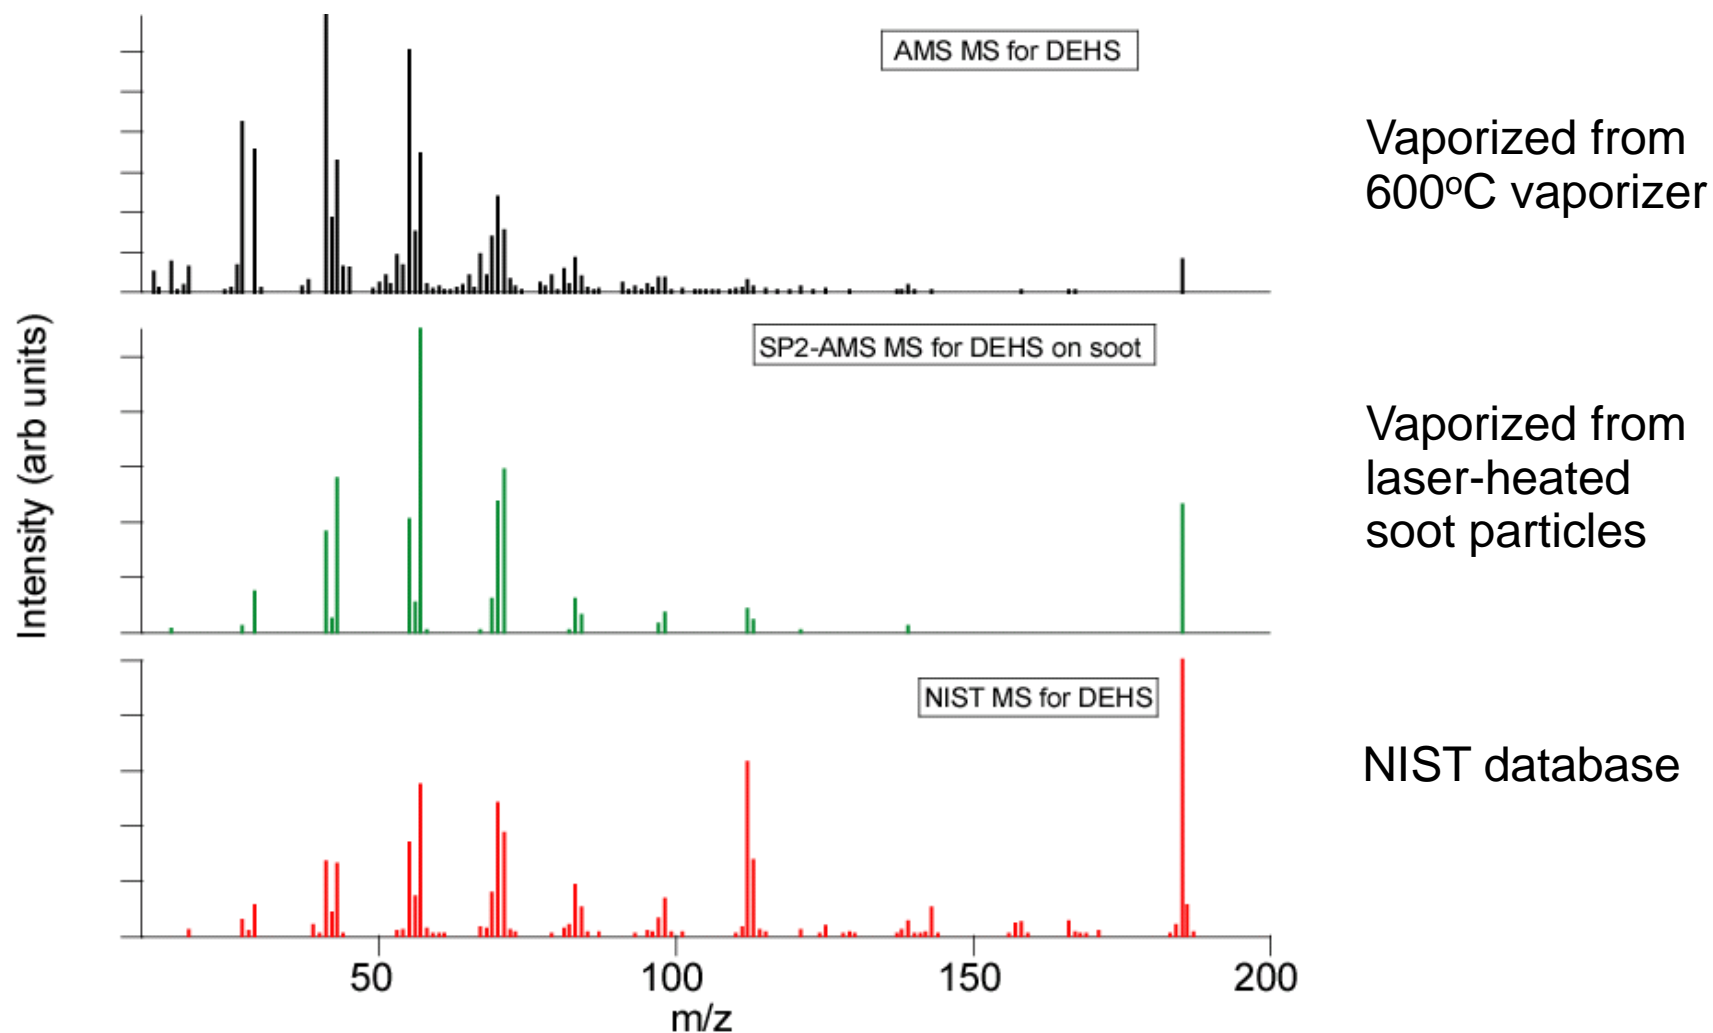 AMS MS for DEHS
Vaporized from
600ºC vaporizer
SP2-AMS MS for DEHS on soot
Vaporized from
laser-heated
soot particles
NIST MS for DEHS
NIST database
Intensity (arb units)
50 100 150 200
m/z